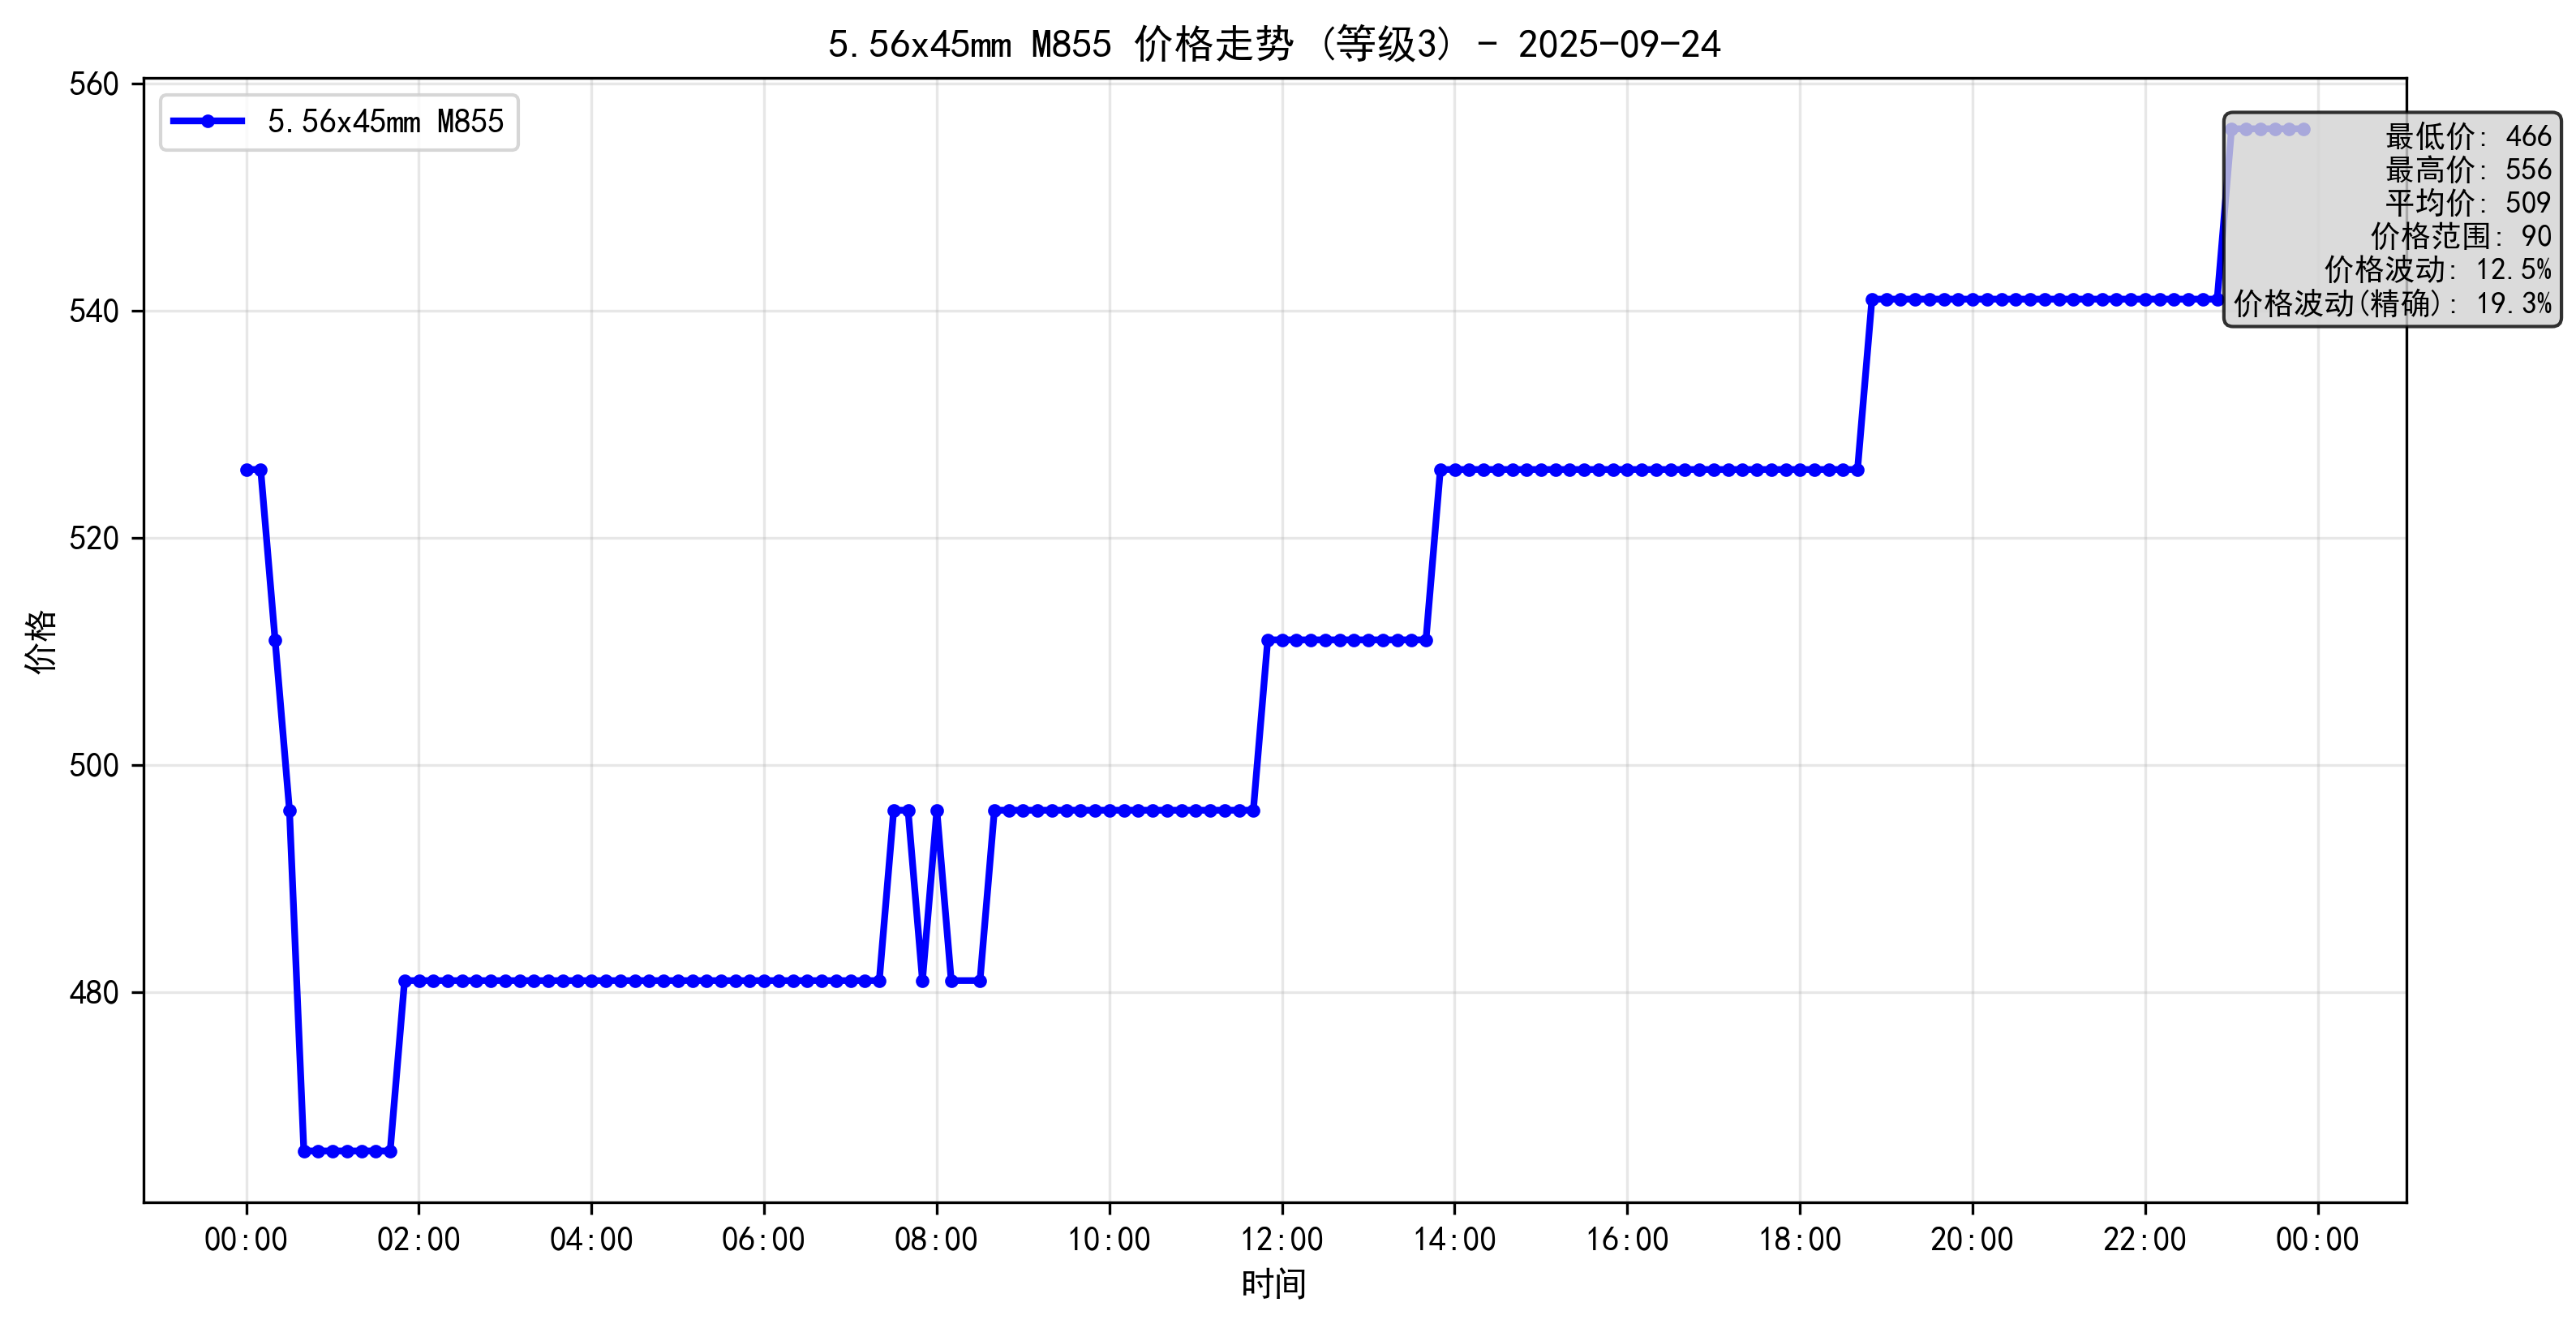 5.56x45mm M855 价格走势 (等级3) - 2025-09-24
5.56x45mm M855
最低价: 466
最高价: 556
平均价: 509
价格范围: 90
价格波动: 12.5%
价格波动(精确): 19.3%
560
540
520
500
480
价格
00:00 02:00 04:00 06:00 08:00 10:00 12:00 14:00 16:00 18:00 20:00 22:00 00:00
时间